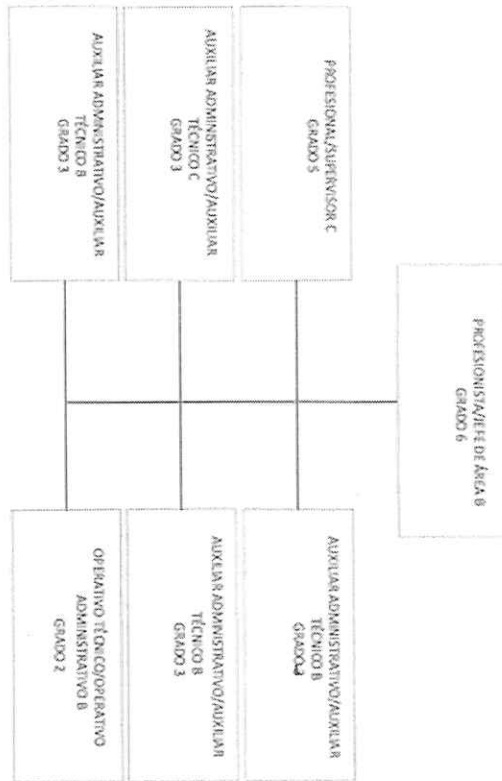 PROFESIONISTA/JEFE DE ÁREA B
GRADO 6
PROFESIONAL/SUPERVISOR C
GRADO 5
AUXILIAR ADMINISTRATIVO/AUXILIAR
TÉCNICO B
GRADO 3
AUXILIAR ADMINISTRATIVO/AUXILIAR
TÉCNICO C
GRADO 3
AUXILIAR ADMINISTRATIVO/AUXILIAR
TÉCNICO B
GRADO 3
AUXILIAR ADMINISTRATIVO/AUXILIAR
TÉCNICO B
GRADO 3
OPERATIVO TÉCNICO/OPERATIVO
ADMINISTRATIVO B
GRADO 2